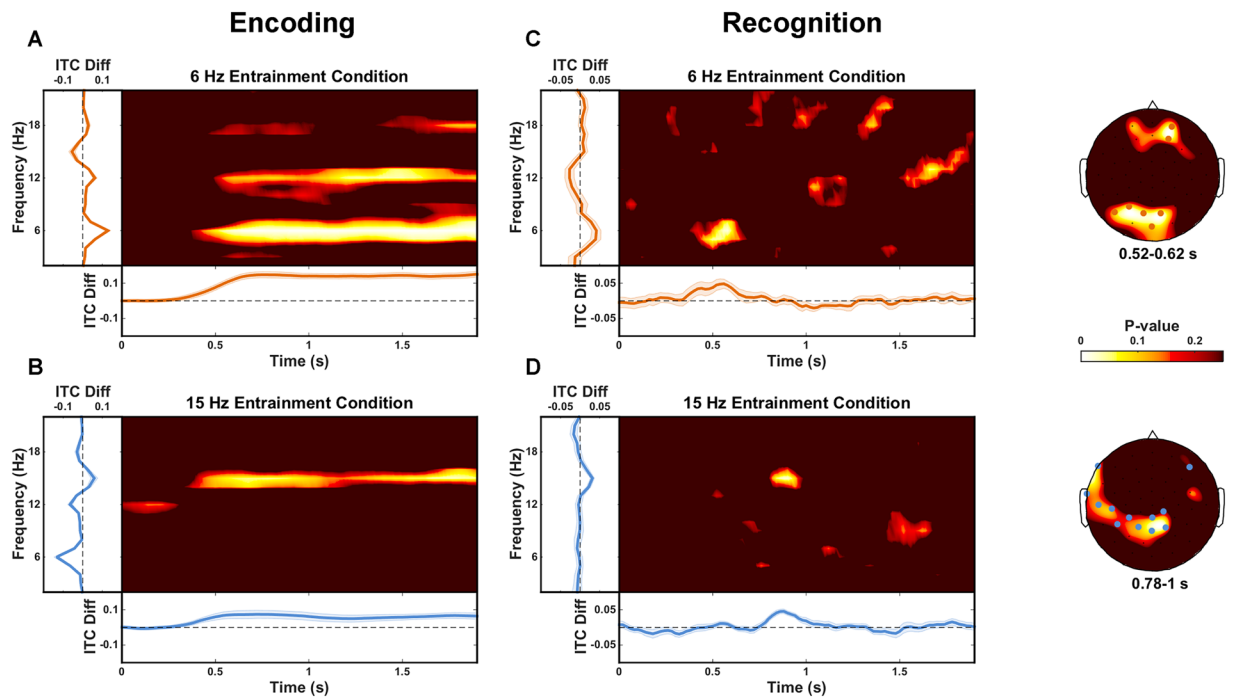 Encoding
Recognition
A
ITC Diff
-0.1 0.1
6 Hz Entrainment Condition
Frequency (Hz)
18
12
6
ITC Diff
0.1
-0.1
0 0.5 1 1.5
Time (s)
C
ITC Diff
-0.05 0.05
6 Hz Entrainment Condition
Frequency (Hz)
18
12
6
ITC Diff
0.05
-0.05
0 0.5 1 1.5
Time (s)
0.52-0.62 s
P-value
0 0.1 0.2
B
ITC Diff
-0.1 0.1
15 Hz Entrainment Condition
Frequency (Hz)
18
12
6
ITC Diff
0.1
-0.1
0 0.5 1 1.5
Time (s)
D
ITC Diff
-0.05 0.05
15 Hz Entrainment Condition
Frequency (Hz)
18
12
6
ITC Diff
0.05
-0.05
0 0.5 1 1.5
Time (s)
0.78-1 s